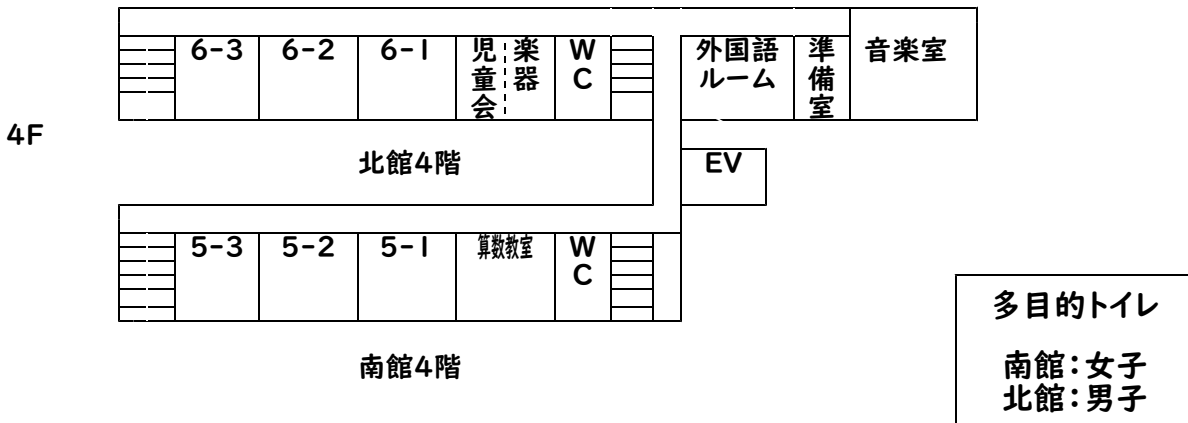 6-3 6-2 6-1 児童会 楽器 WC 外国語ルーム 準備室 音楽室
4F
北館4階
EV
5-3 5-2 5-1 算数教室 WC
南館4階
多目的トイレ
南館：女子
北館：男子